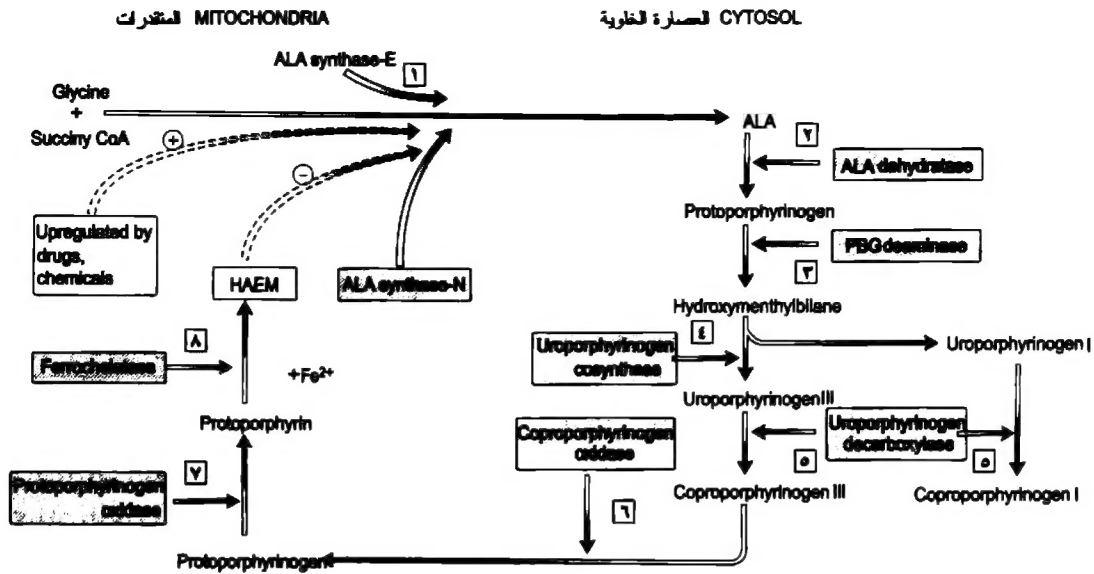 المتقدرات MITOCHONDRIA
العصارة الخلوية CYTOSOL
ALA synthase-E
١
Glycine
+
Succiny CoA
+
-
Upregulated by
drugs,
chemicals
HAEM
ALA synthase-N
٨
Ferrochelatase
+Fe²⁺
Protoporphyrin
٧
Protoporphyrinogen
oxidase
Protoporphyrinogen
ALA
٢
ALA dehydratase
Protoporphyrinogen
PBG deaminase
٣
Hydroxymenthylbilane
٤
Uroporphyrinogen
cosynthase
Uroporphyrinogen I
Uroporphyrinogen III
Coproporphyrinogen
oxidase
Uroporphyrinogen
decarboxylase
٥
٥
Coproporphyrinogen III
Coproporphyrinogen I
٦